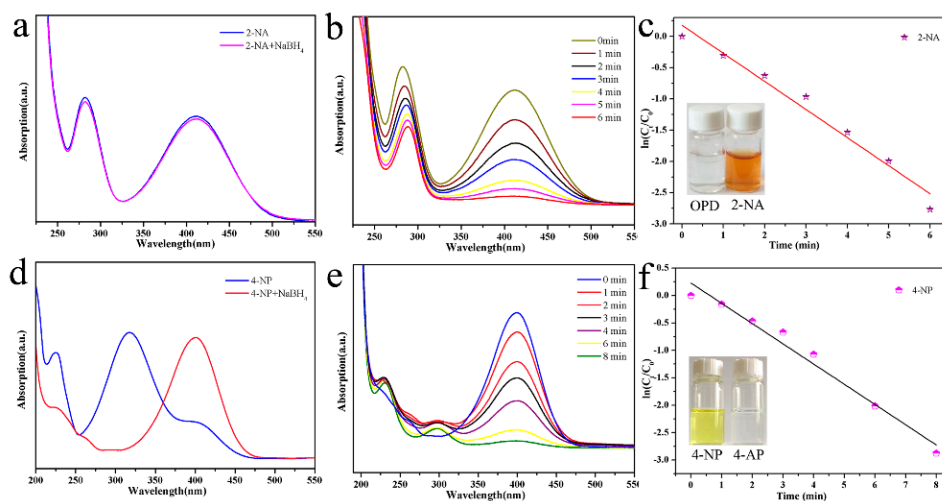 a
2-NA
2-NA+NaBH4
Absorption(a.u.)
250 300 350 400 450 500 550
Wavelength(nm)
b
0min
1 min
2 min
3min
4 min
5 min
6 min
Absorption(a.u.)
250 300 350 400 450 500 550
Wavelength(nm)
c
2-NA
ln(C/C0)
0.0
-0.5
-1.0
-1.5
-2.0
-2.5
-3.0
OPD 2-NA
0 1 2 3 4 5 6
Time (min)
d
4-NP
4-NP+NaBH4
Absorption(a.u.)
200 250 300 350 400 450 500 550
Wavelength(nm)
e
0 min
1 min
2 min
3 min
4 min
6 min
8 min
Absorption(a.u.)
200 250 300 350 400 450 500 550
Wavelength(nm)
f
4-NP
ln(C/C0)
0.5
0.0
-0.5
-1.0
-1.5
-2.0
-2.5
-3.0
4-NP 4-AP
0 1 2 3 4 5 6 7 8
Time (min)